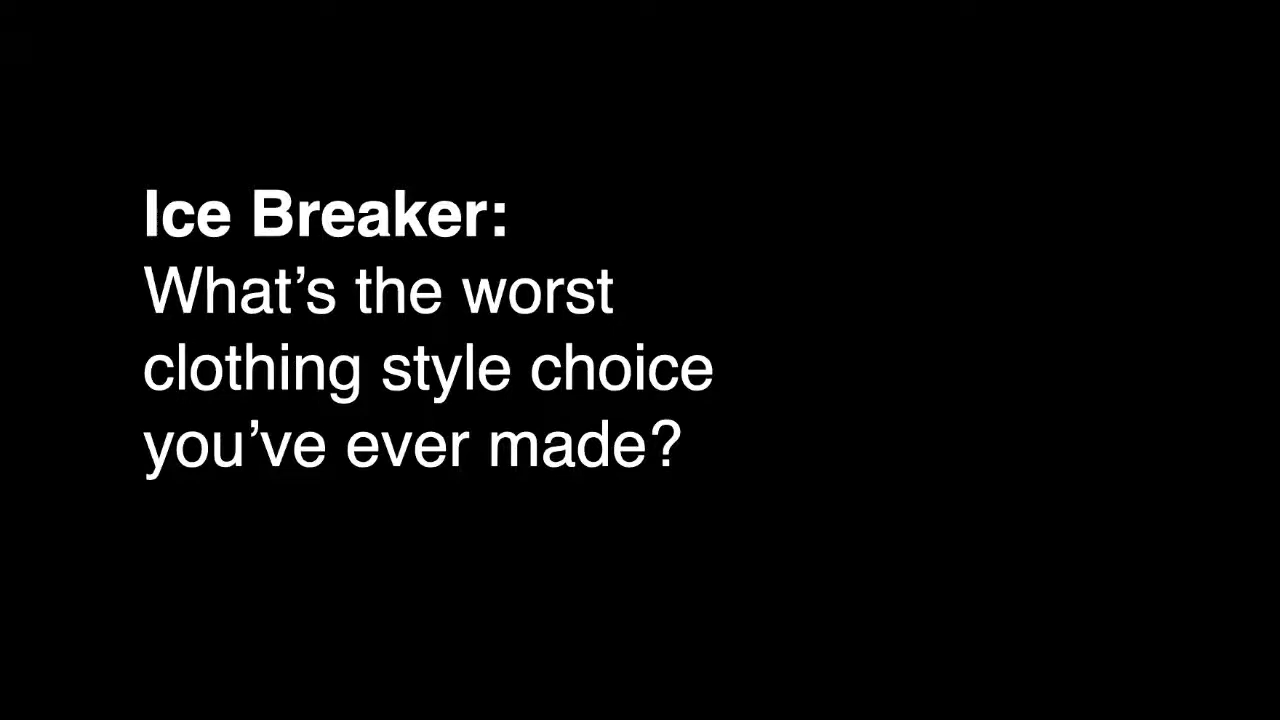 Ice Breaker:
What’s the worst
clothing style choice
you’ve ever made?